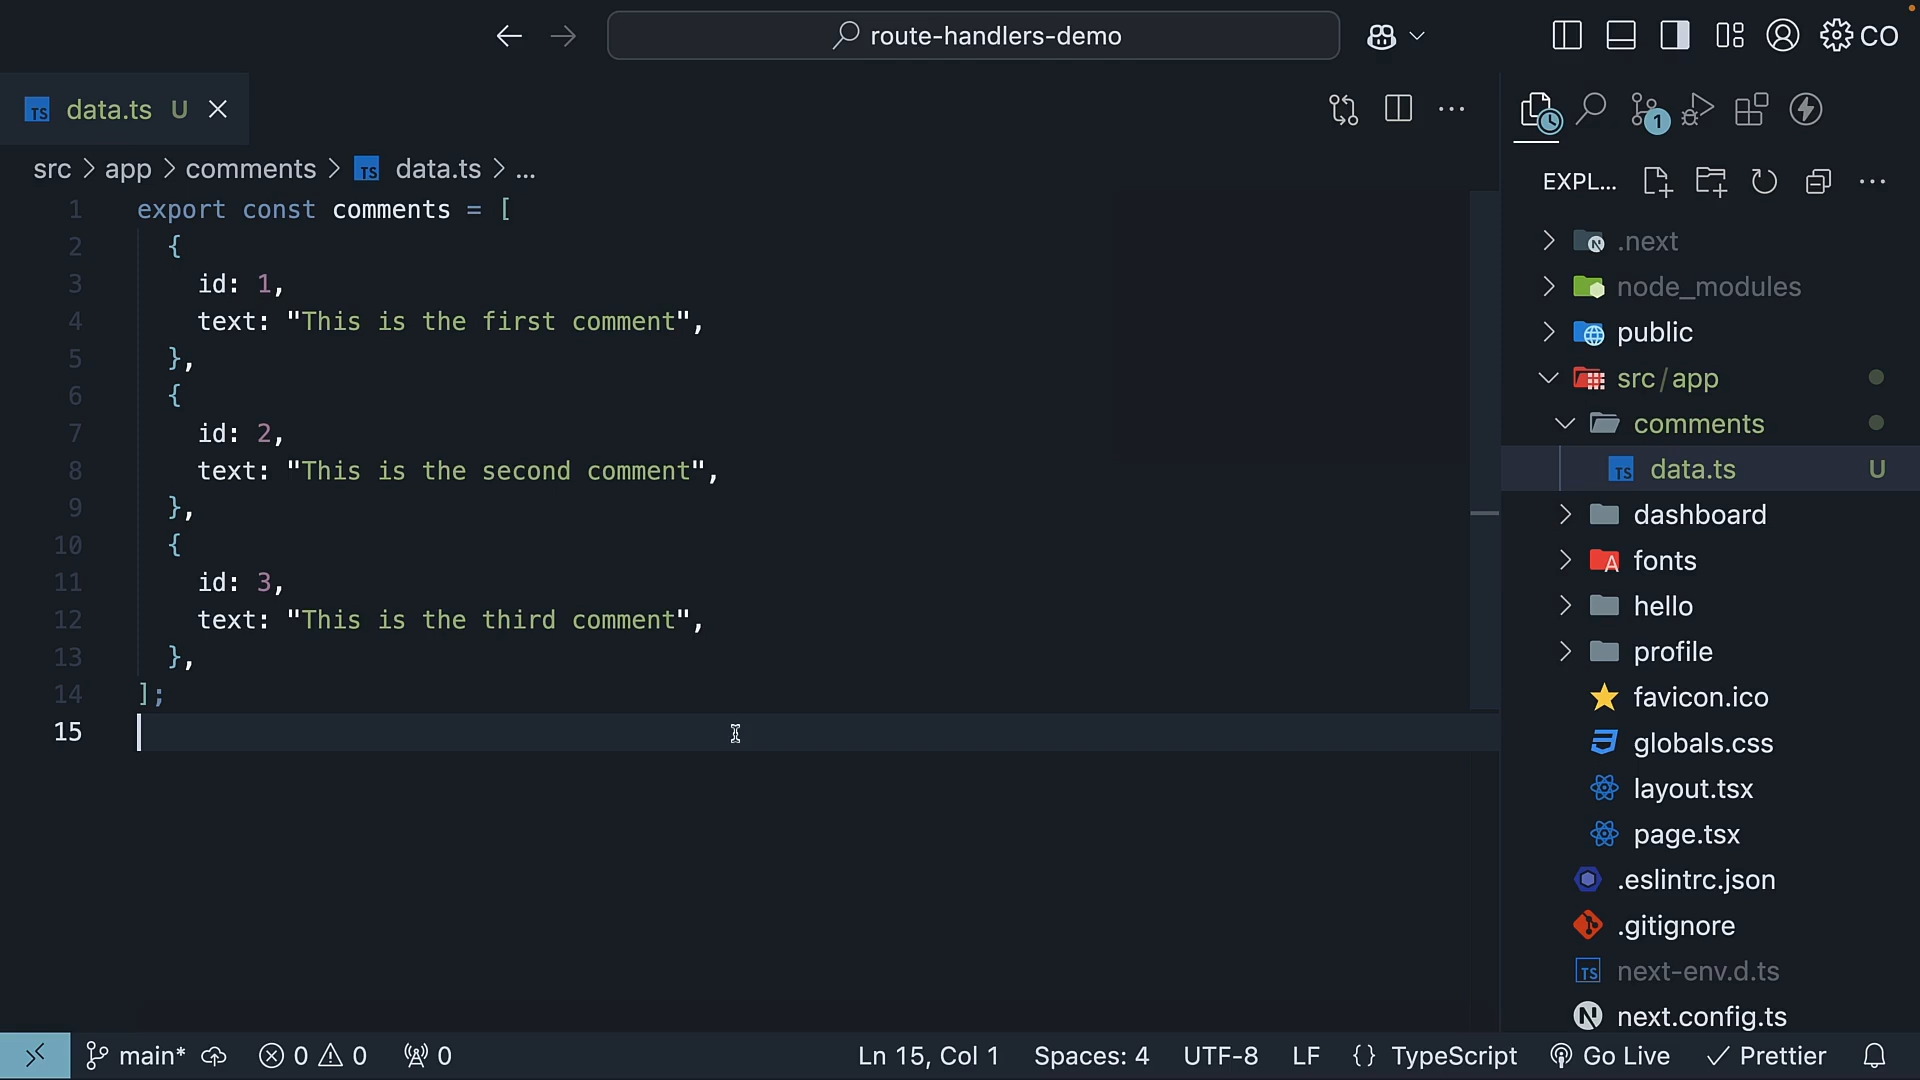 route-handlers-demo
CO
TS data.ts U
src > app > comments > TS data.ts > ...
1 export const comments = [
2 {
3 id: 1,
4 text: "This is the first comment",
5 },
6 {
7 id: 2,
8 text: "This is the second comment",
9 },
10 {
11 id: 3,
12 text: "This is the third comment",
13 },
14 ];
15
1
EXPL...
.next
node_modules
public
src/app
comments
TS data.ts U
dashboard
fonts
hello
profile
favicon.ico
globals.css
layout.tsx
page.tsx
.eslintrc.json
.gitignore
TS next-env.d.ts
N next.config.ts
main* 0 0 0 Ln 15, Col 1 Spaces: 4 UTF-8 LF {} TypeScript Go Live Prettier